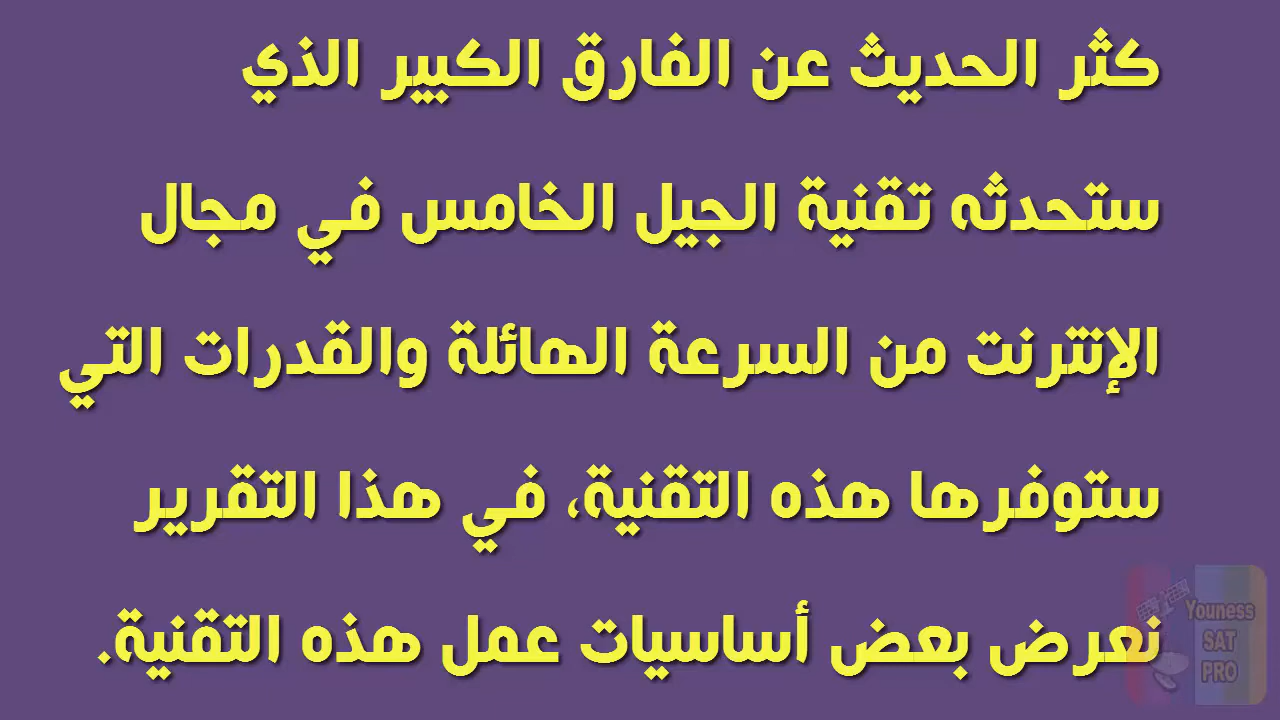 كثر الحديث عن الفارق الكبير الذي
ستحدثه تقنية الجيل الخامس في مجال
الإنترنت من السرعة الهائلة والقدرات التي
ستوفرها هذه التقنية، في هذا التقرير
نعرض بعض أساسيات عمل هذه التقنية.
Youness
SAT
PRO